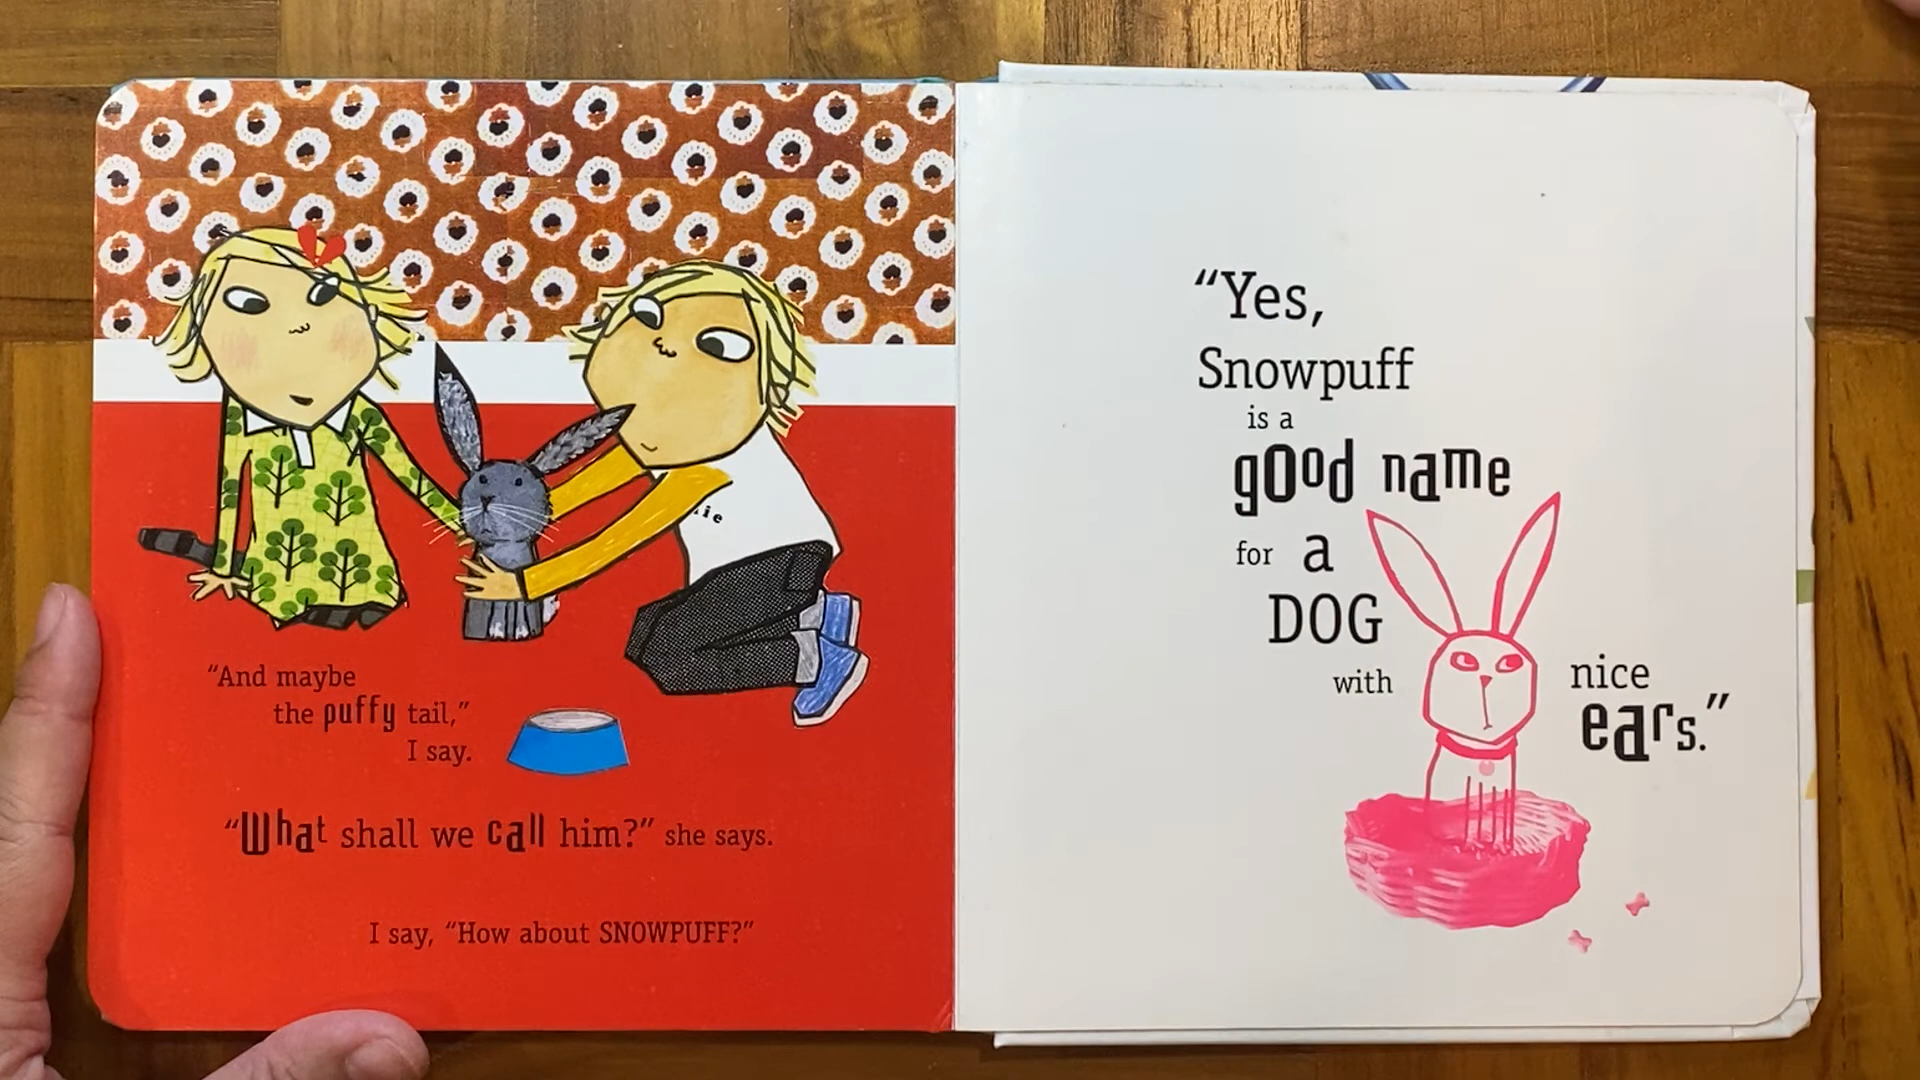 “And maybe
the puffy tail,”
I say.
“What shall we call him?” she says.
I say, “How about SNOWPUFF?”
“Yes,
Snowpuff
is a
good name
for a
DOG
with nice
ears.”